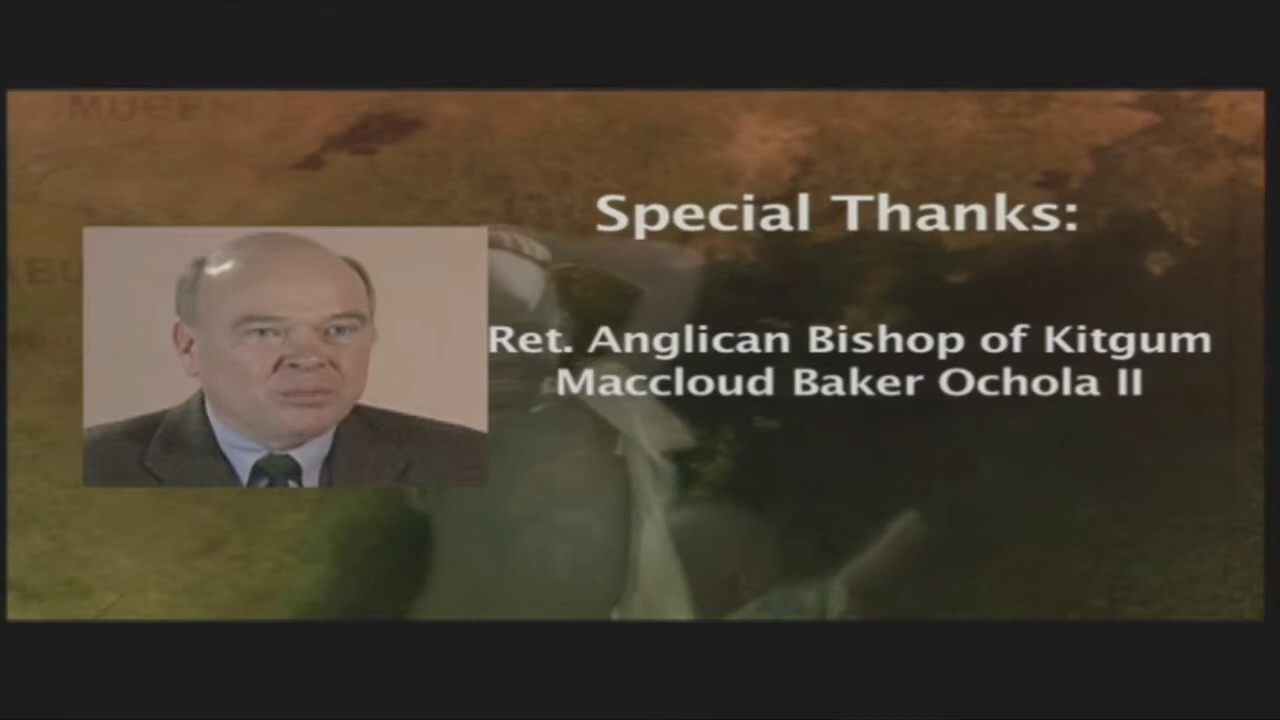 Special Thanks:
Ret. Anglican Bishop of Kitgum
Maccloud Baker Ochola II